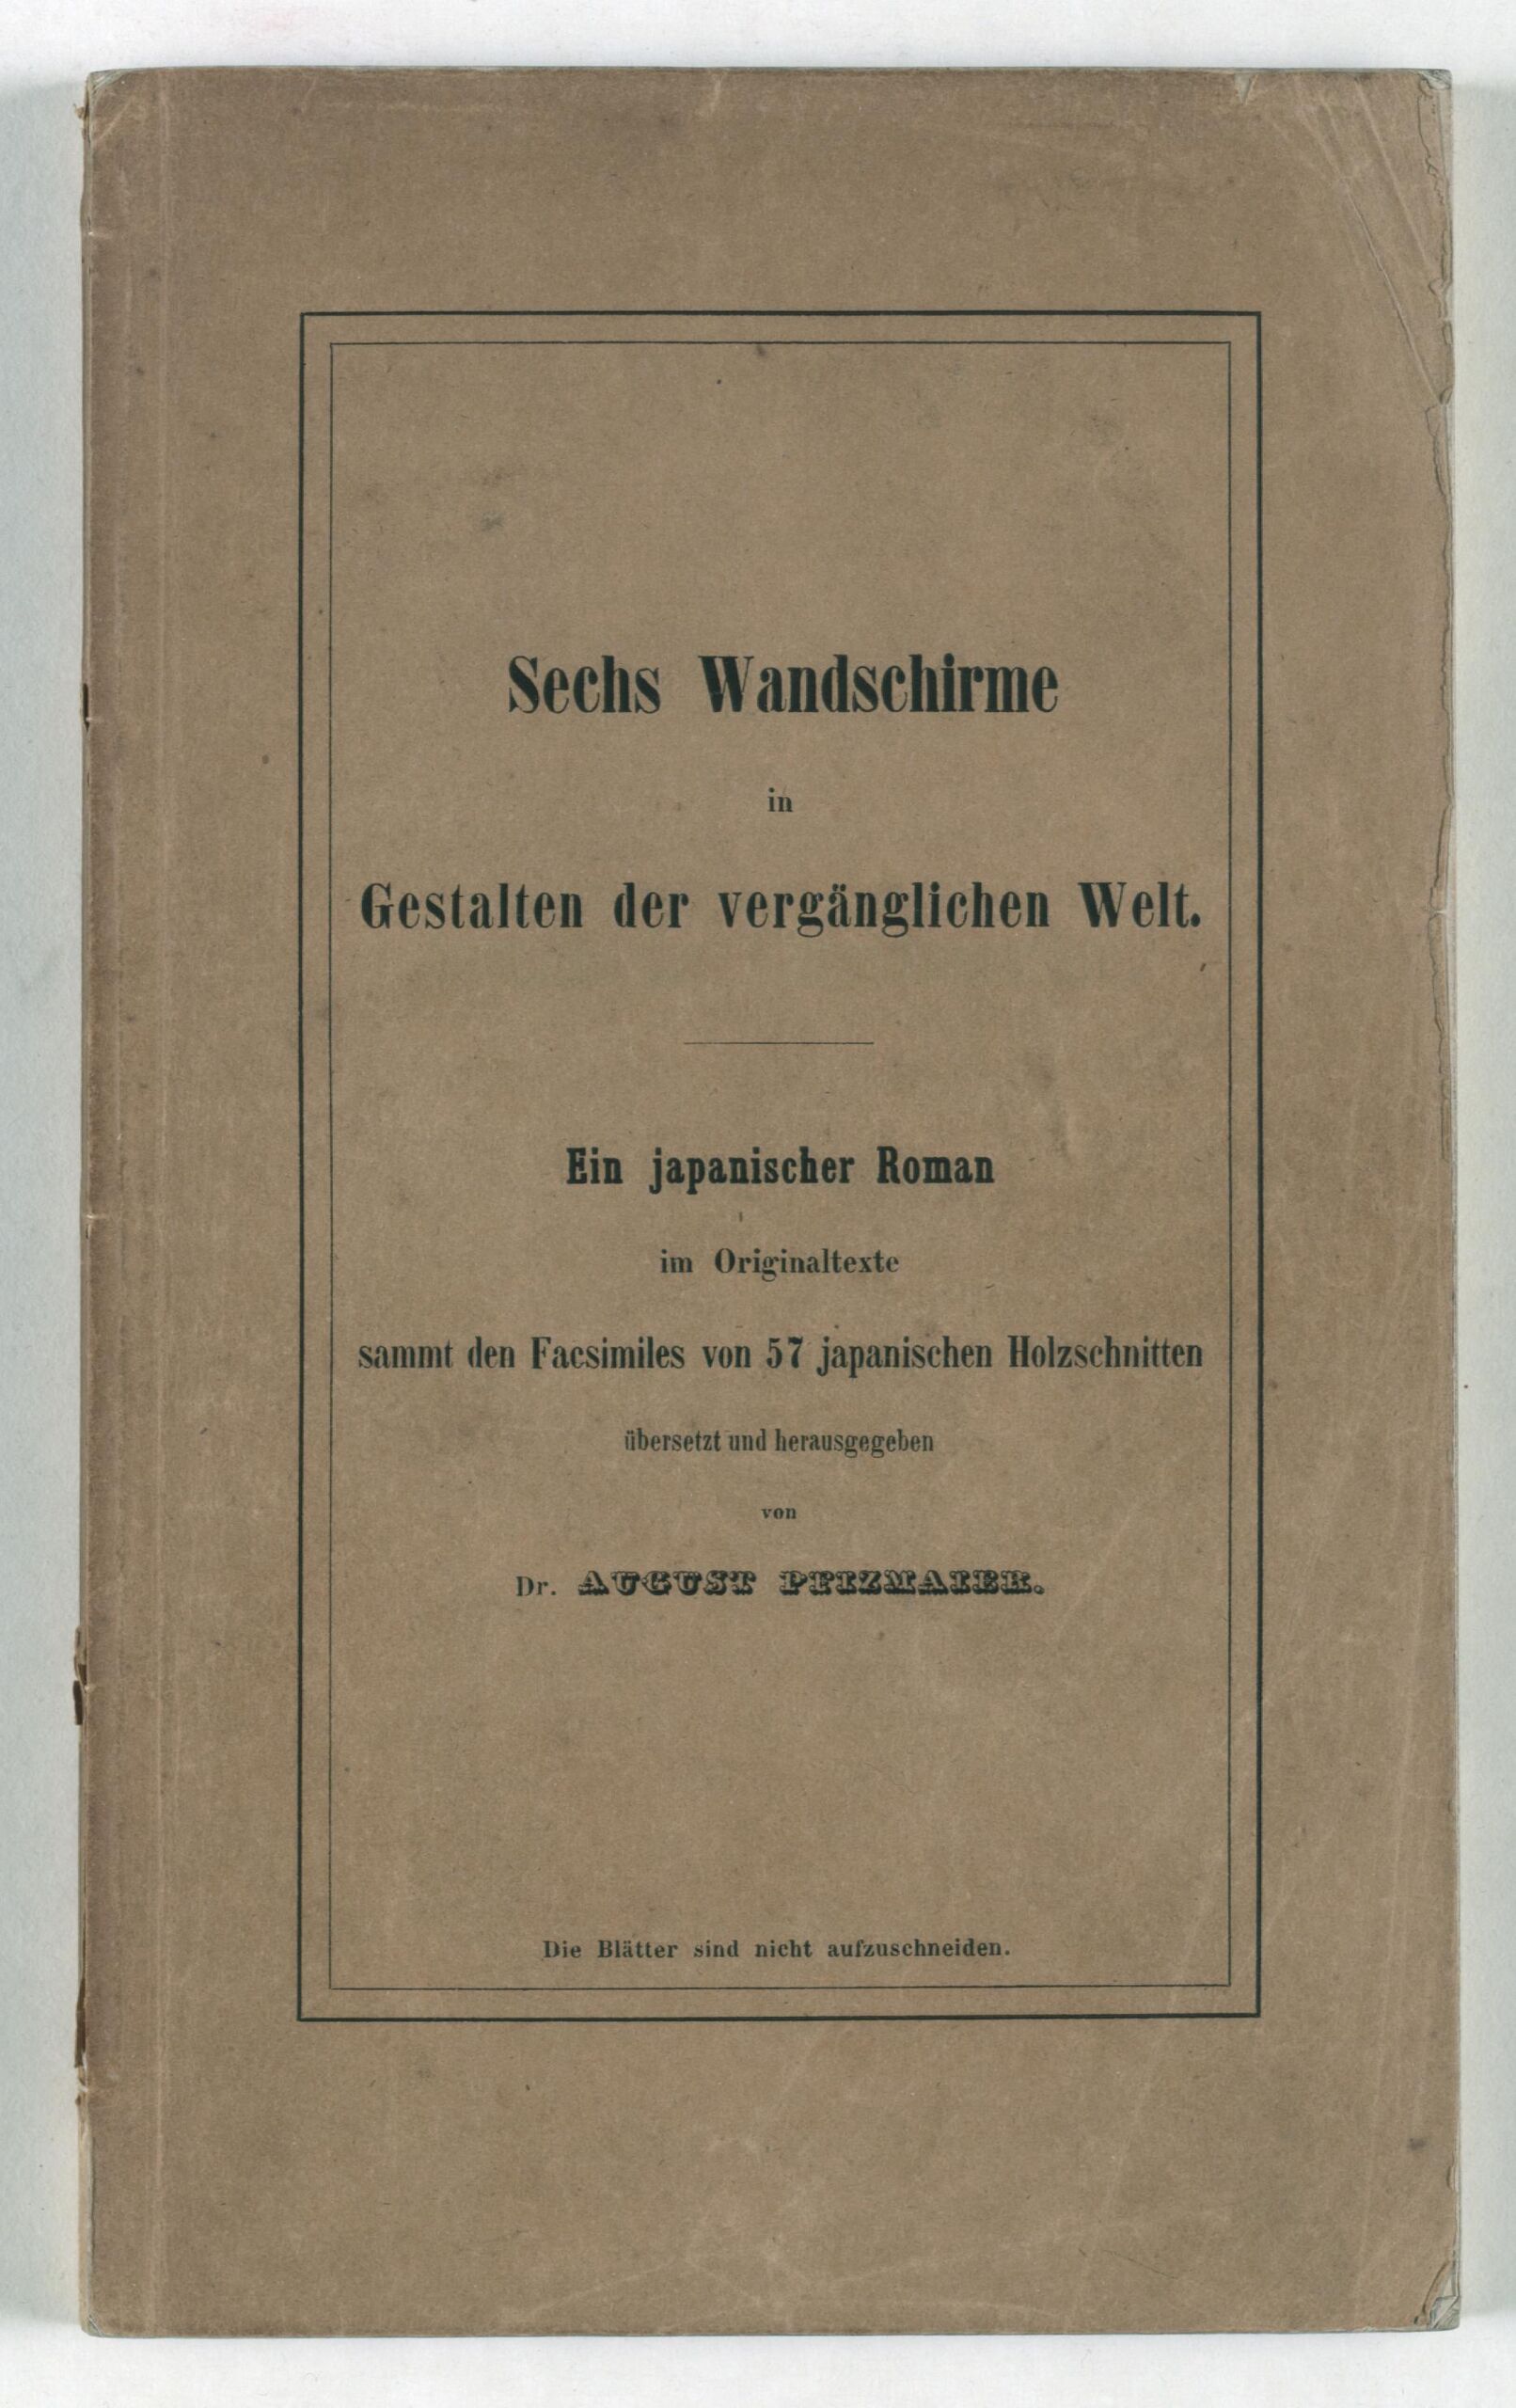 Sechs Wandschirme
in
Gestalten der vergänglichen Welt.
Ein japanischer Roman
im Originaltexte
sammt den Facsimiles von 57 japanischen Holzschnitten
übersetzt und herausgegeben
von
Dr. AUGUST PFIZMAIER.
Die Blätter sind nicht aufzuschneiden.